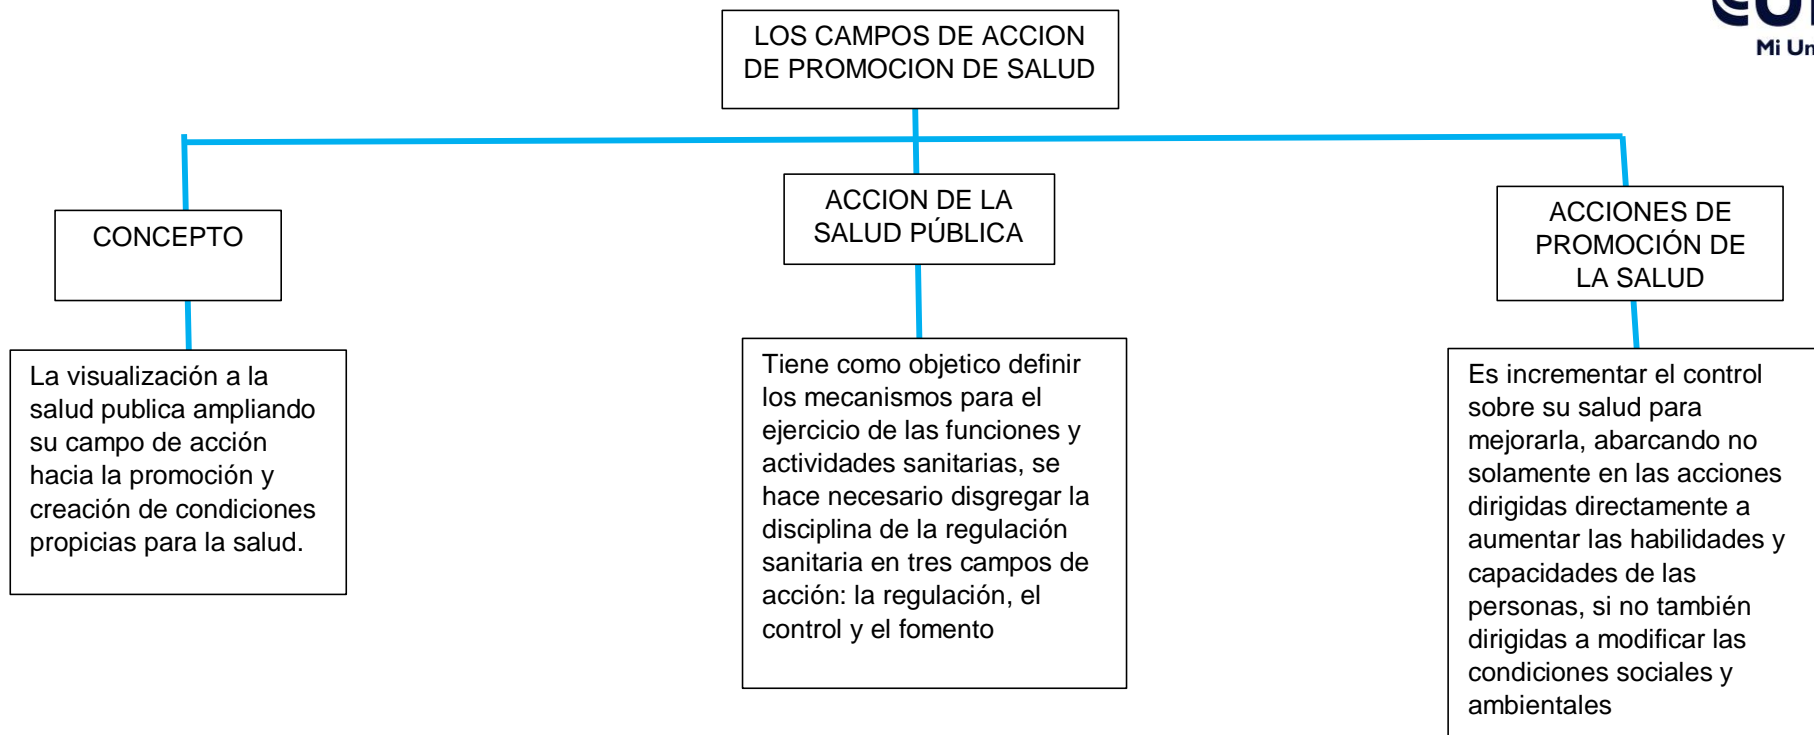 LOS CAMPOS DE ACCION
DE PROMOCION DE SALUD
Mi Un
CONCEPTO
ACCION DE LA
SALUD PÚBLICA
ACCIONES DE
PROMOCIÓN DE
LA SALUD
La visualización a la
salud publica ampliando
su campo de acción
hacia la promoción y
creación de condiciones
propicias para la salud.
Tiene como objetico definir
los mecanismos para el
ejercicio de las funciones y
actividades sanitarias, se
hace necesario disgregar la
disciplina de la regulación
sanitaria en tres campos de
acción: la regulación, el
control y el fomento
Es incrementar el control
sobre su salud para
mejorarla, abarcando no
solamente en las acciones
dirigidas directamente a
aumentar las habilidades y
capacidades de las
personas, si no también
dirigidas a modificar las
condiciones sociales y
ambientales